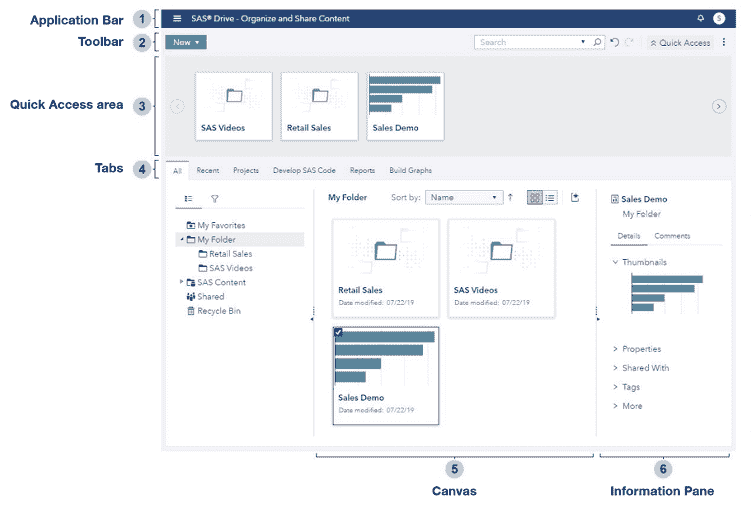 Application Bar 1 SAS® Drive - Organize and Share Content S
Toolbar 2 New Search Quick Access
Quick Access area 3
SAS Videos Retail Sales Sales Demo
Tabs 4 All Recent Projects Develop SAS Code Reports Build Graphs
My Favorites
My Folder
Retail Sales
SAS Videos
SAS Content
Shared
Recycle Bin
My Folder Sort by: Name
Retail Sales
Date modified: 07/22/19
SAS Videos
Date modified: 07/22/19
Sales Demo
Date modified: 07/22/19
Sales Demo
My Folder
Details Comments
Thumbnails
Properties
Shared With
Tags
More
5
Canvas
6
Information Pane